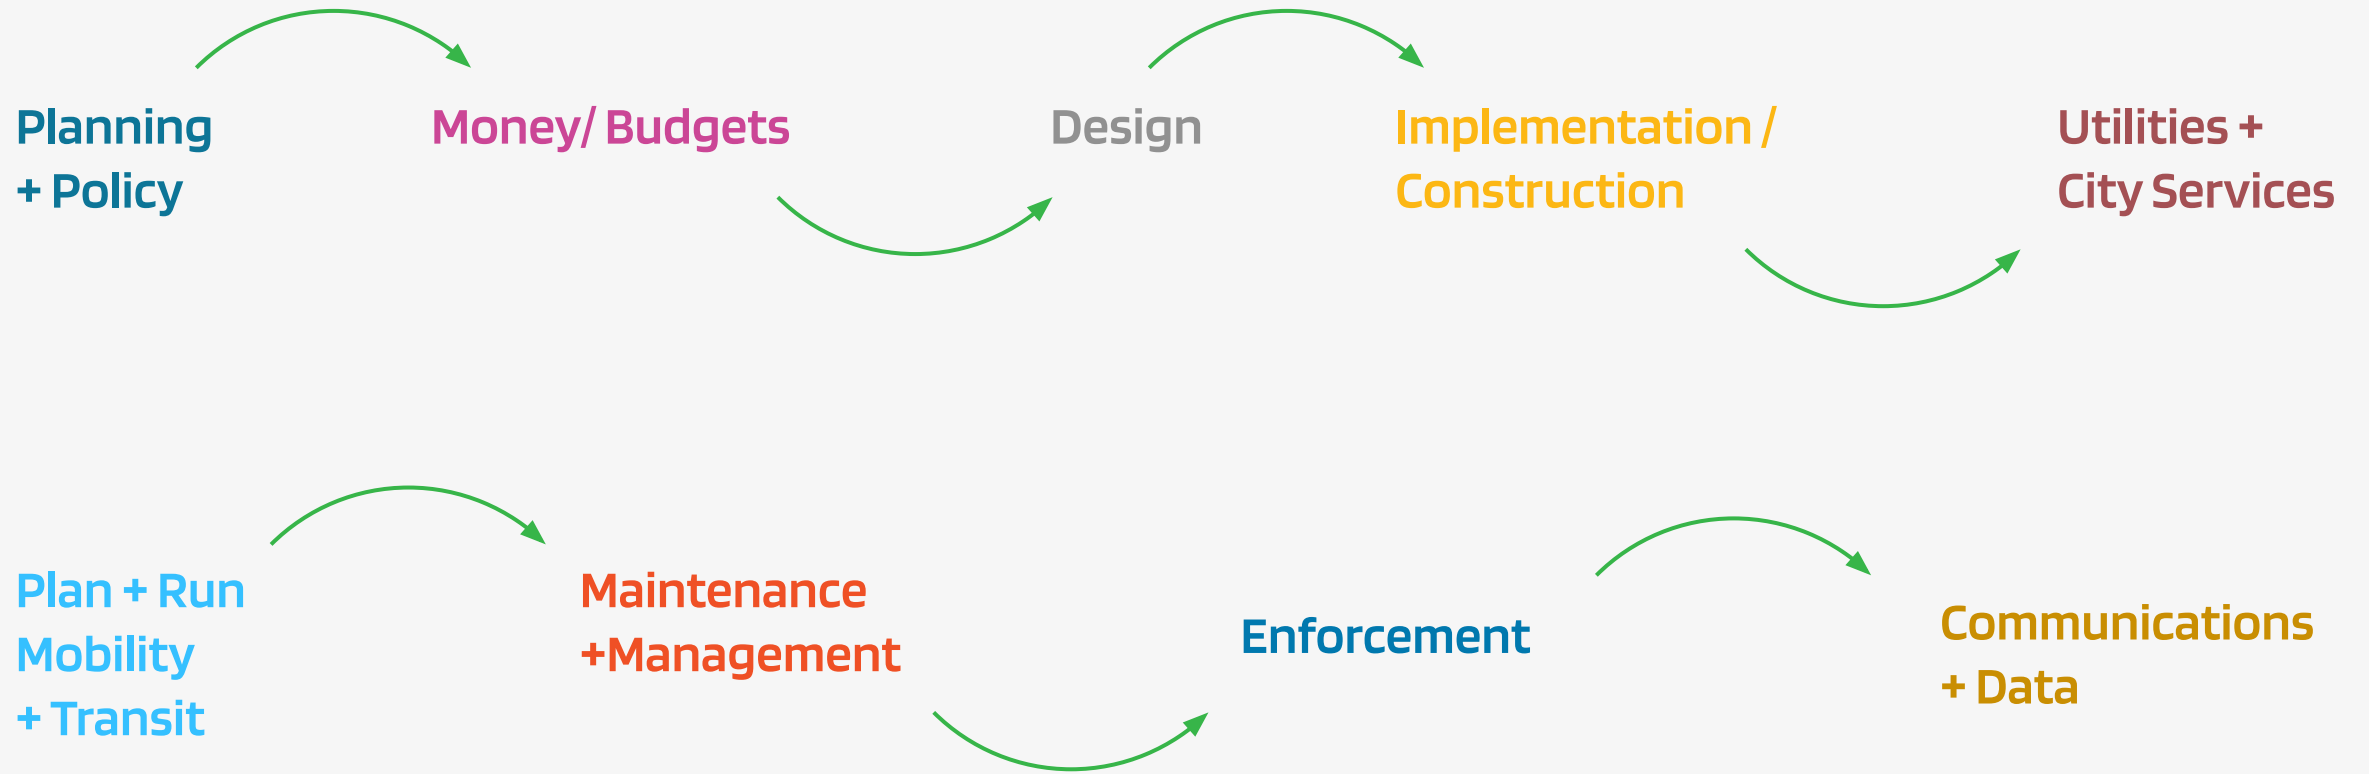 Planning
+ Policy
Money/ Budgets
Design
Implementation /
Construction
Utilities +
City Services
Plan + Run
Mobility
+ Transit
Maintenance
+Management
Enforcement
Communications
+ Data